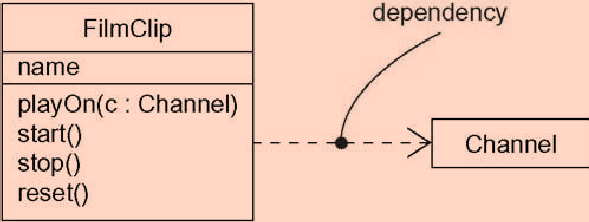 FilmClip
name
playOn(c : Channel)
start()
stop()
reset()
dependency
Channel